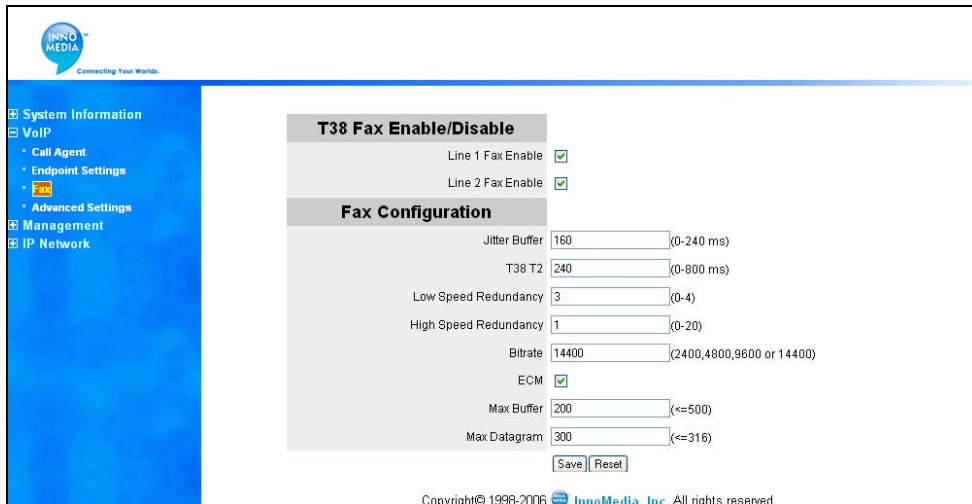 INNO
MEDIA
™
Connecting Your Worlds.
System Information
VoIP
Call Agent
Endpoint Settings
Fax
Advanced Settings
Management
IP Network
T38 Fax Enable/Disable
Line 1 Fax Enable
Line 2 Fax Enable
Fax Configuration
Jitter Buffer 160 (0-240 ms)
T38 T2 240 (0-800 ms)
Low Speed Redundancy 3 (0-4)
High Speed Redundancy 1 (0-20)
Bitrate 14400 (2400,4800,9600 or 14400)
ECM
Max Buffer 200 (<=500)
Max Datagram 300 (<=316)
Save Reset
Copyright© 1998-2006 InnoMedia, Inc. All rights reserved